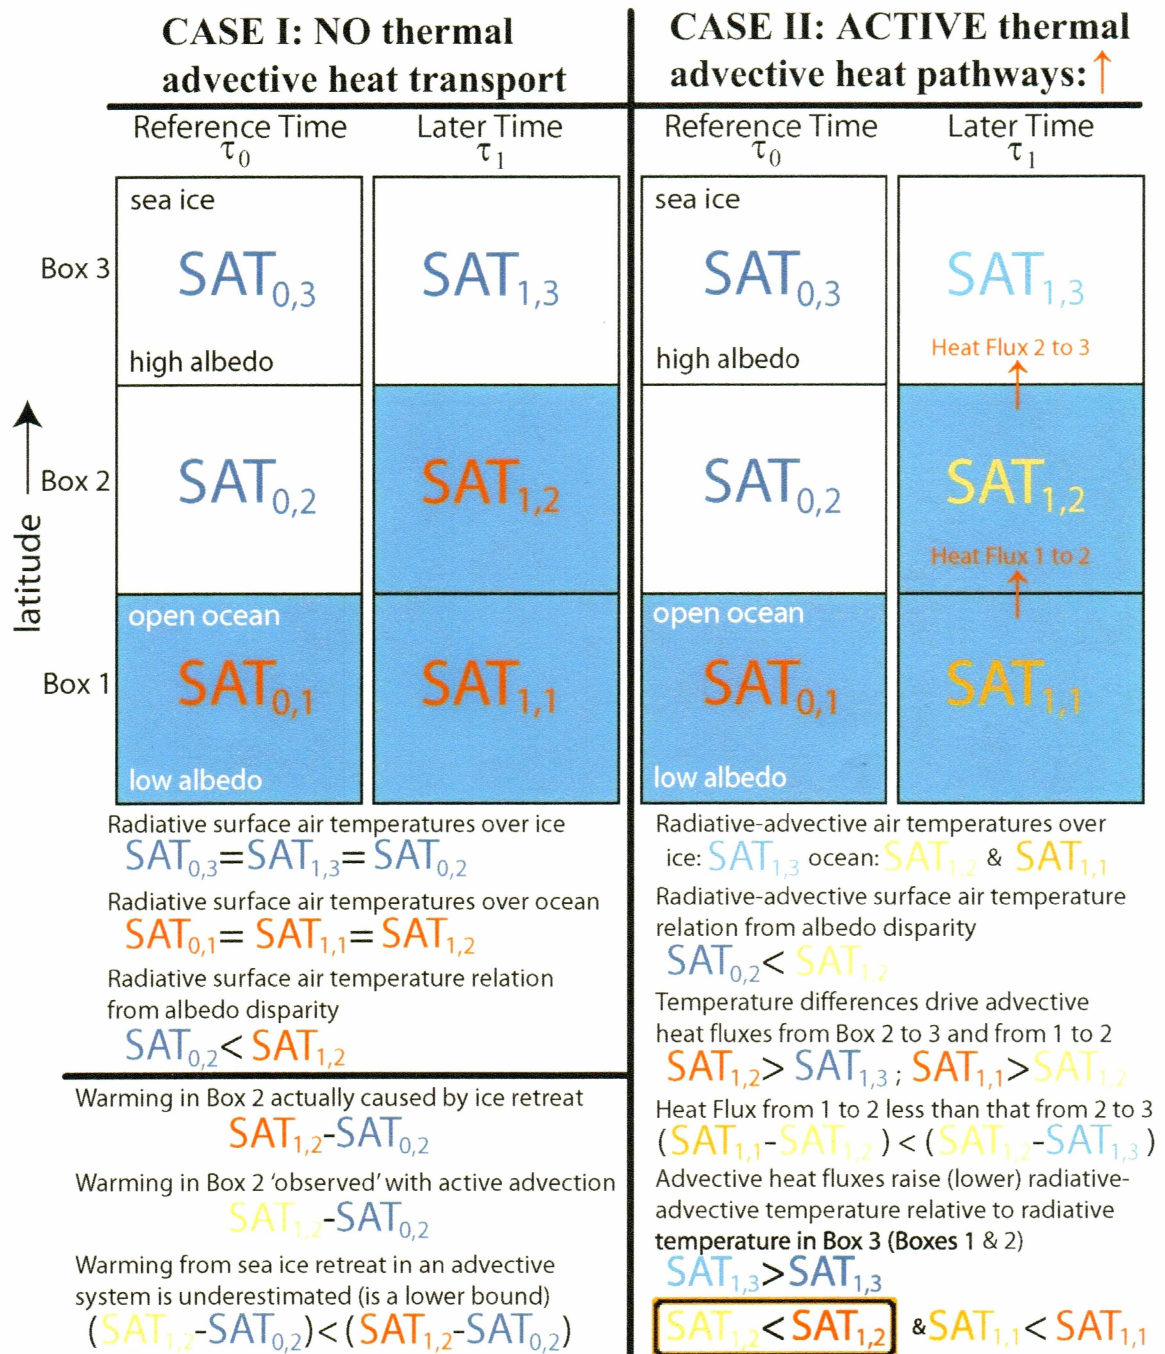 CASE I: NO thermal
advective heat transport
CASE II: ACTIVE thermal
advective heat pathways:↑
Reference Time
τ0
Later Time
τ1
Reference Time
τ0
Later Time
τ1
sea ice
SAT0,3
high albedo
SAT1,3
sea ice
SAT0,3
high albedo
SAT1,3
Heat Flux 2 to 3
Box 3
SAT0,2
SAT1,2
SAT0,2
SAT1,2
Heat Flux 1 to 2
Box 2
latitude
open ocean
SAT0,1
low albedo
SAT1,1
open ocean
SAT0,1
low albedo
SAT1,1
Box 1
Radiative surface air temperatures over ice
SAT0,3=SAT1,3=SAT0,2
Radiative surface air temperatures over ocean
SAT0,1= SAT1,1= SAT1,2
Radiative surface air temperature relation
from albedo disparity
SAT0,2< SAT1,2
Warming in Box 2 actually caused by ice retreat
SAT1,2-SAT0,2
Warming in Box 2 'observed' with active advection
SAT1,2-SAT0,2
Warming from sea ice retreat in an advective
system is underestimated (is a lower bound)
(SAT1,2-SAT0,2)<(SAT1,2-SAT0,2)
Radiative-advective air temperatures over
ice: SAT1,3 ocean: SAT1,2 & SAT1,1
Radiative-advective surface air temperature
relation from albedo disparity
SAT0,2< SAT1,2
Temperature differences drive advective
heat fluxes from Box 2 to 3 and from 1 to 2
SAT1,2> SAT1,3 ; SAT1,1>SAT1,2
Heat Flux from 1 to 2 less than that from 2 to 3
(SAT1,1-SAT1,2 ) < (SAT1,2-SAT1,3 )
Advective heat fluxes raise (lower) radiative-
advective temperature relative to radiative
temperature in Box 3 (Boxes 1 & 2)
SAT1,3>SAT1,3
SAT1,2< SAT1,2 &SAT1,1< SAT1,1